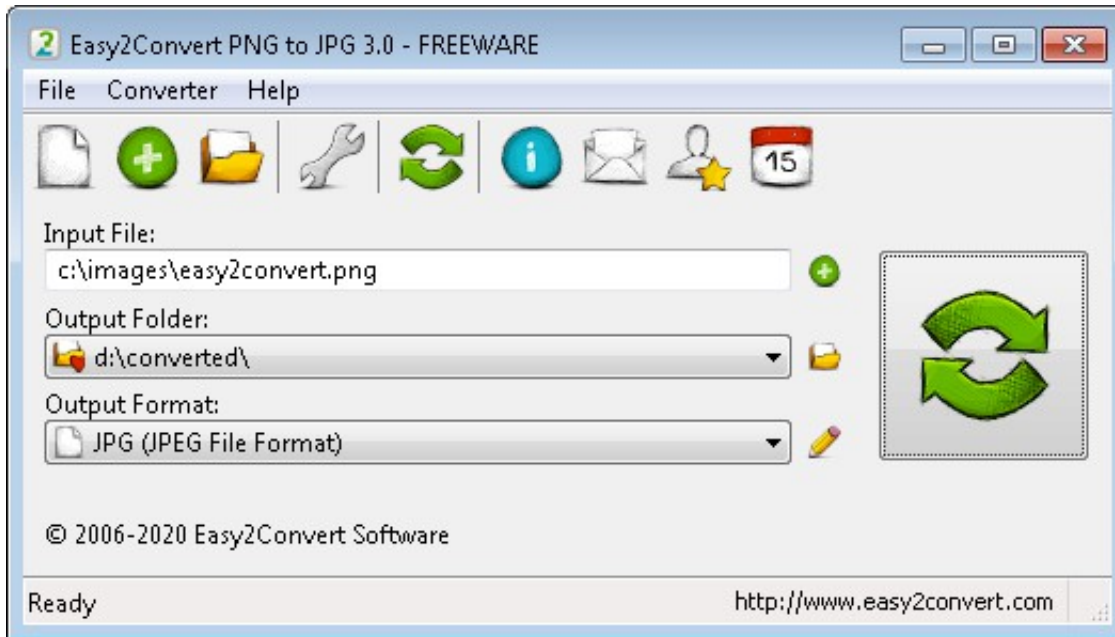 2 Easy2Convert PNG to JPG 3.0 - FREEWARE
File Converter Help
i 15
Input File:
c:\images\easy2convert.png
Output Folder:
d:\converted\
Output Format:
JPG (JPEG File Format)
© 2006-2020 Easy2Convert Software
Ready http://www.easy2convert.com